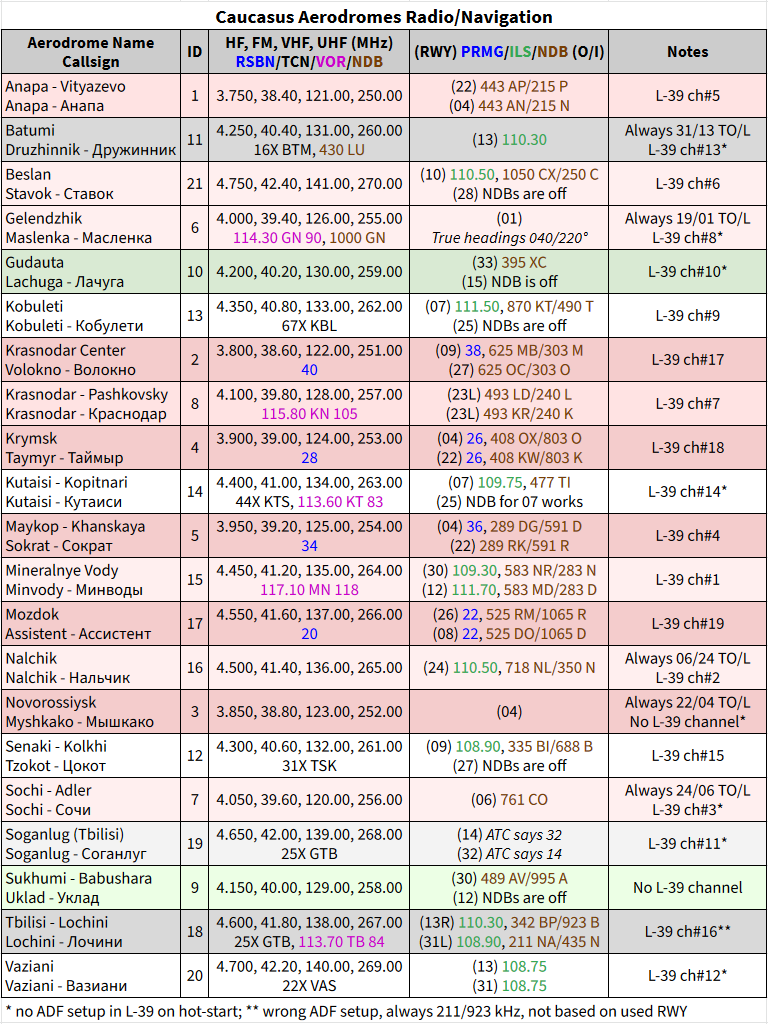 Caucasus Aerodromes Radio/Navigation
Aerodrome Name
Callsign
ID
HF, FM, VHF, UHF (MHz)
RSBN/TCN/VOR/NDB
(RWY) PRMG/ILS/NDB (O/I)
Notes
Anapa - Vityazevo
Anapa - Анапа
1
3.750, 38.40, 121.00, 250.00
(22) 443 AP/215 P
(04) 443 AN/215 N
L-39 ch#5
Batumi
Druzhinnik - Дружинник
11
4.250, 40.40, 131.00, 260.00
16X BTM, 430 LU
(13) 110.30
Always 31/13 TO/L
L-39 ch#13*
Beslan
Stavok - Ставок
21
4.750, 42.40, 141.00, 270.00
(10) 110.50, 1050 CX/250 C
(28) NDBs are off
L-39 ch#6
Gelendzhik
Maslenka - Масленка
6
4.000, 39.40, 126.00, 255.00
114.30 GN 90, 1000 GN
(01)
True headings 040/220°
Always 19/01 TO/L
L-39 ch#8*
Gudauta
Lachuga - Лачуга
10
4.200, 40.20, 130.00, 259.00
(33) 395 XC
(15) NDB is off
L-39 ch#10*
Kobuleti
Kobuleti - Кобулети
13
4.350, 40.80, 133.00, 262.00
67X KBL
(07) 111.50, 870 KT/490 T
(25) NDBs are off
L-39 ch#9
Krasnodar Center
Volokno - Волокно
2
3.800, 38.60, 122.00, 251.00
40
(09) 38, 625 MB/303 M
(27) 625 OC/303 O
L-39 ch#17
Krasnodar - Pashkovsky
Krasnodar - Краснодар
8
4.100, 39.80, 128.00, 257.00
115.80 KN 105
(23L) 493 LD/240 L
(23L) 493 KR/240 K
L-39 ch#7
Krymsk
Taymyr - Таймыр
4
3.900, 39.00, 124.00, 253.00
28
(04) 26, 408 OX/803 O
(22) 26, 408 KW/803 K
L-39 ch#18
Kutaisi - Kopitnari
Kutaisi - Кутаиси
14
4.400, 41.00, 134.00, 263.00
44X KTS, 113.60 KT 83
(07) 109.75, 477 TI
(25) NDB for 07 works
L-39 ch#14*
Maykop - Khanskaya
Sokrat - Сократ
5
3.950, 39.20, 125.00, 254.00
34
(04) 36, 289 DG/591 D
(22) 289 RK/591 R
L-39 ch#4
Mineralnye Vody
Minvody - Минводы
15
4.450, 41.20, 135.00, 264.00
117.10 MN 118
(30) 109.30, 583 NR/283 N
(12) 111.70, 583 MD/283 D
L-39 ch#1
Mozdok
Assistent - Ассистент
17
4.550, 41.60, 137.00, 266.00
20
(26) 22, 525 RM/1065 R
(08) 22, 525 DO/1065 D
L-39 ch#19
Nalchik
Nalchik - Нальчик
16
4.500, 41.40, 136.00, 265.00
(24) 110.50, 718 NL/350 N
Always 06/24 TO/L
L-39 ch#2
Novorossiysk
Myshkako - Мышкако
3
3.850, 38.80, 123.00, 252.00
(04)
Always 22/04 TO/L
No L-39 channel*
Senaki - Kolkhi
Tzokot - Цокот
12
4.300, 40.60, 132.00, 261.00
31X TSK
(09) 108.90, 335 BI/688 B
(27) NDBs are off
L-39 ch#15
Sochi - Adler
Sochi - Сочи
7
4.050, 39.60, 120.00, 256.00
(06) 761 CO
Always 24/06 TO/L
L-39 ch#3*
Soganlug (Tbilisi)
Soganlug - Соганлуг
19
4.650, 42.00, 139.00, 268.00
25X GTB
(14) ATC says 32
(32) ATC says 14
L-39 ch#11*
Sukhumi - Babushara
Uklad - Уклад
9
4.150, 40.00, 129.00, 258.00
(30) 489 AV/995 A
(12) NDBs are off
No L-39 channel
Tbilisi - Lochini
Lochini - Лочини
18
4.600, 41.80, 138.00, 267.00
25X GTB, 113.70 TB 84
(13R) 110.30, 342 BP/923 B
(31L) 108.90, 211 NA/435 N
L-39 ch#16**
Vaziani
Vaziani - Вазиани
20
4.700, 42.20, 140.00, 269.00
22X VAS
(13) 108.75
(31) 108.75
L-39 ch#12*
* no ADF setup in L-39 on hot-start; ** wrong ADF setup, always 211/923 kHz, not based on used RWY